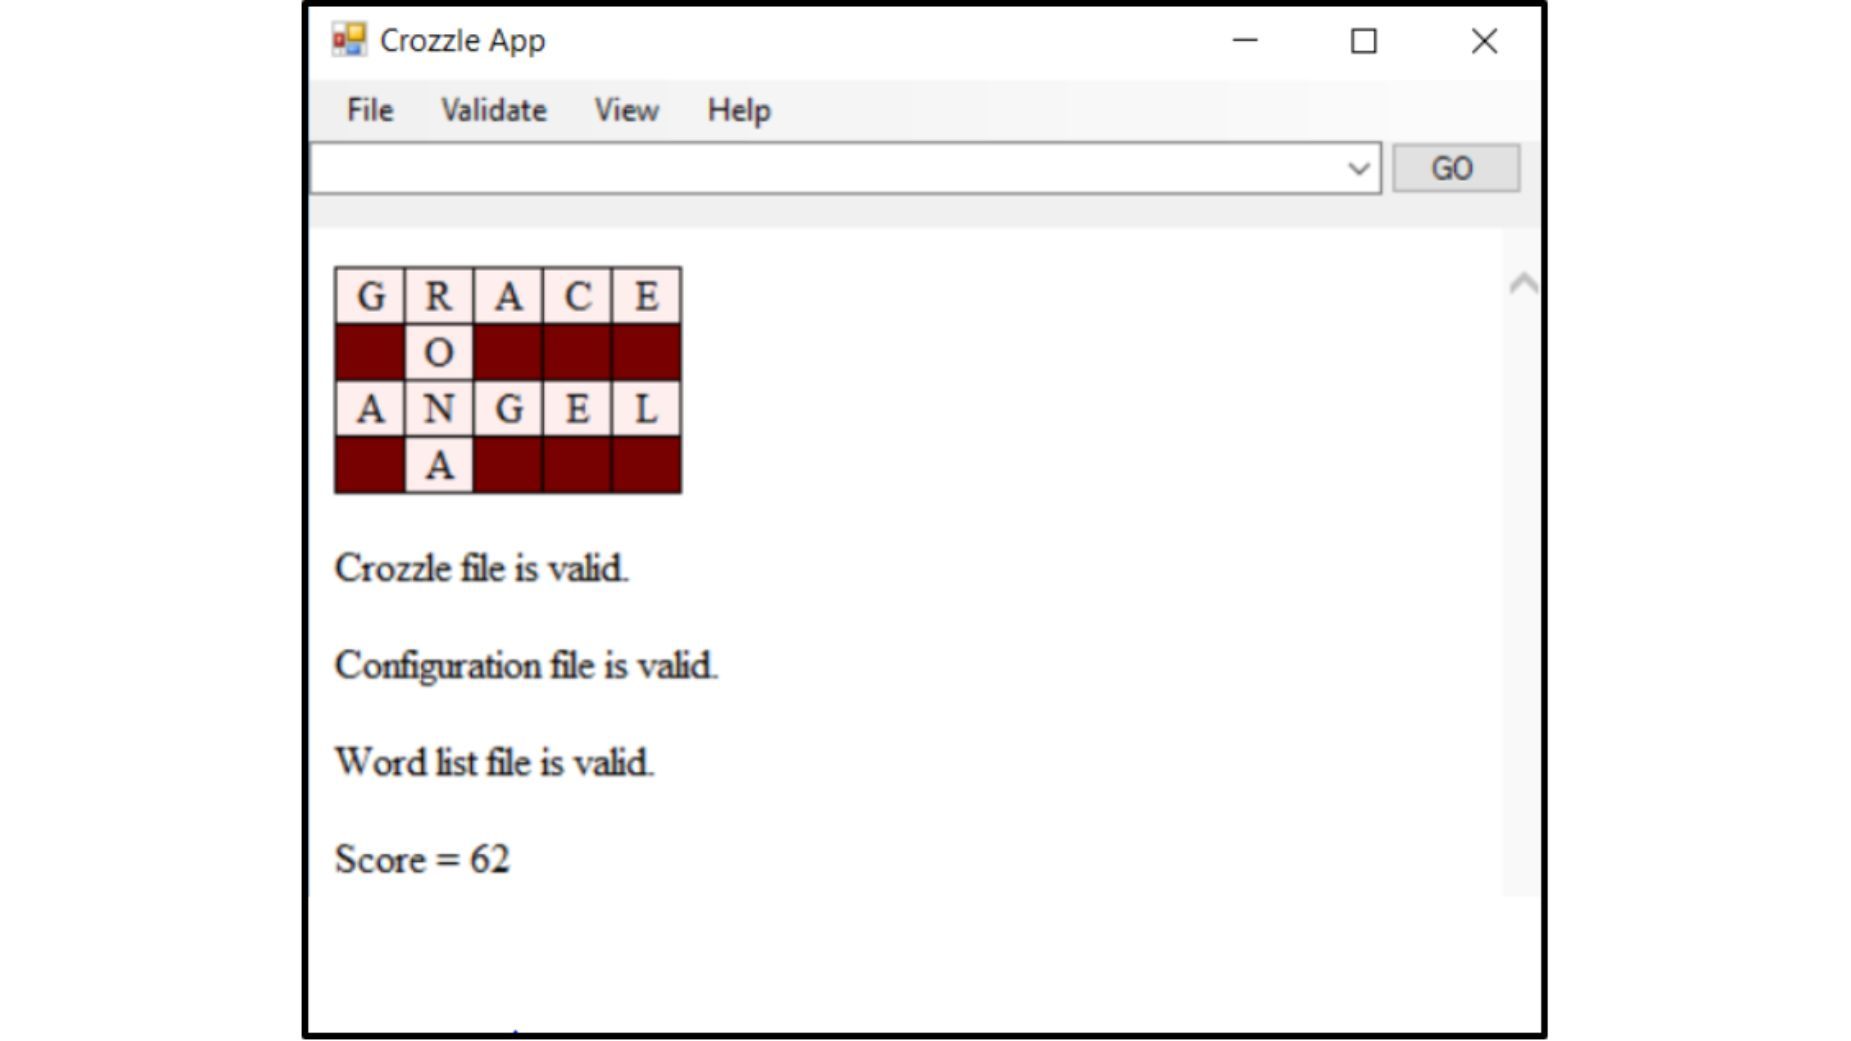 Crozzle App
File Validate View Help
GO
G R A C E
O
A N G E L
A
Crozzle file is valid.
Configuration file is valid.
Word list file is valid.
Score = 62